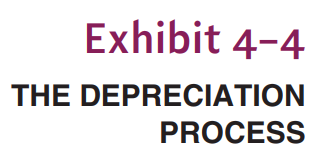 Exhibit 4–4
THE DEPRECIATION
PROCESS